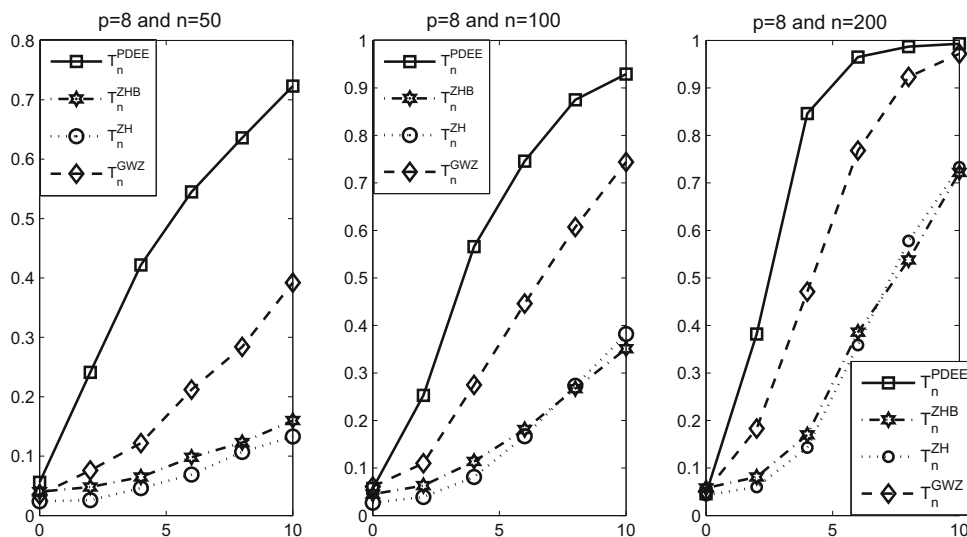 p=8 and n=50
0.8
0.7
0.6
0.5
0.4
0.3
0.2
0.1
0
0 5 10
T_n^PDEE
T_n^ZHB
T_n^ZH
T_n^GWZ
p=8 and n=100
1
0.9
0.8
0.7
0.6
0.5
0.4
0.3
0.2
0.1
0
0 5 10
T_n^PDEE
T_n^ZHB
T_n^ZH
T_n^GWZ
p=8 and n=200
1
0.9
0.8
0.7
0.6
0.5
0.4
0.3
0.2
0.1
0
0 5 10
T_n^PDEE
T_n^ZHB
T_n^ZH
T_n^GWZ